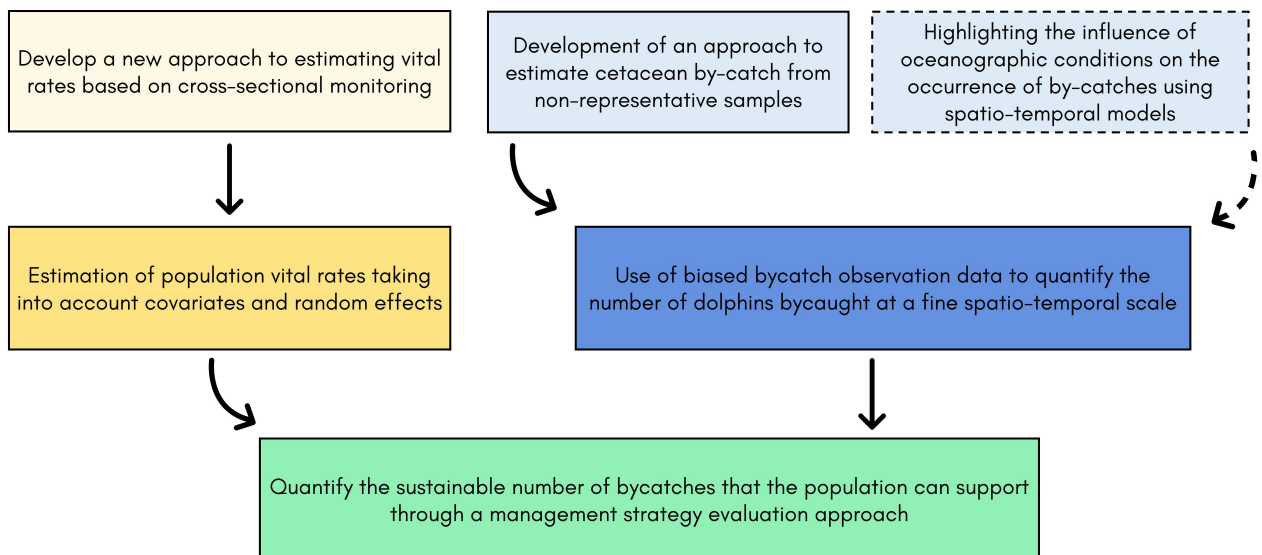 Develop a new approach to estimating vital
rates based on cross-sectional monitoring
Development of an approach to
estimate cetacean by-catch from
non-representative samples
Highlighting the influence of
oceanographic conditions on the
occurrence of by-catches using
spatio-temporal models
Estimation of population vital rates taking
into account covariates and random effects
Use of biased bycatch observation data to quantify the
number of dolphins bycaught at a fine spatio-temporal scale
Quantify the sustainable number of bycatches that the population can support
through a management strategy evaluation approach